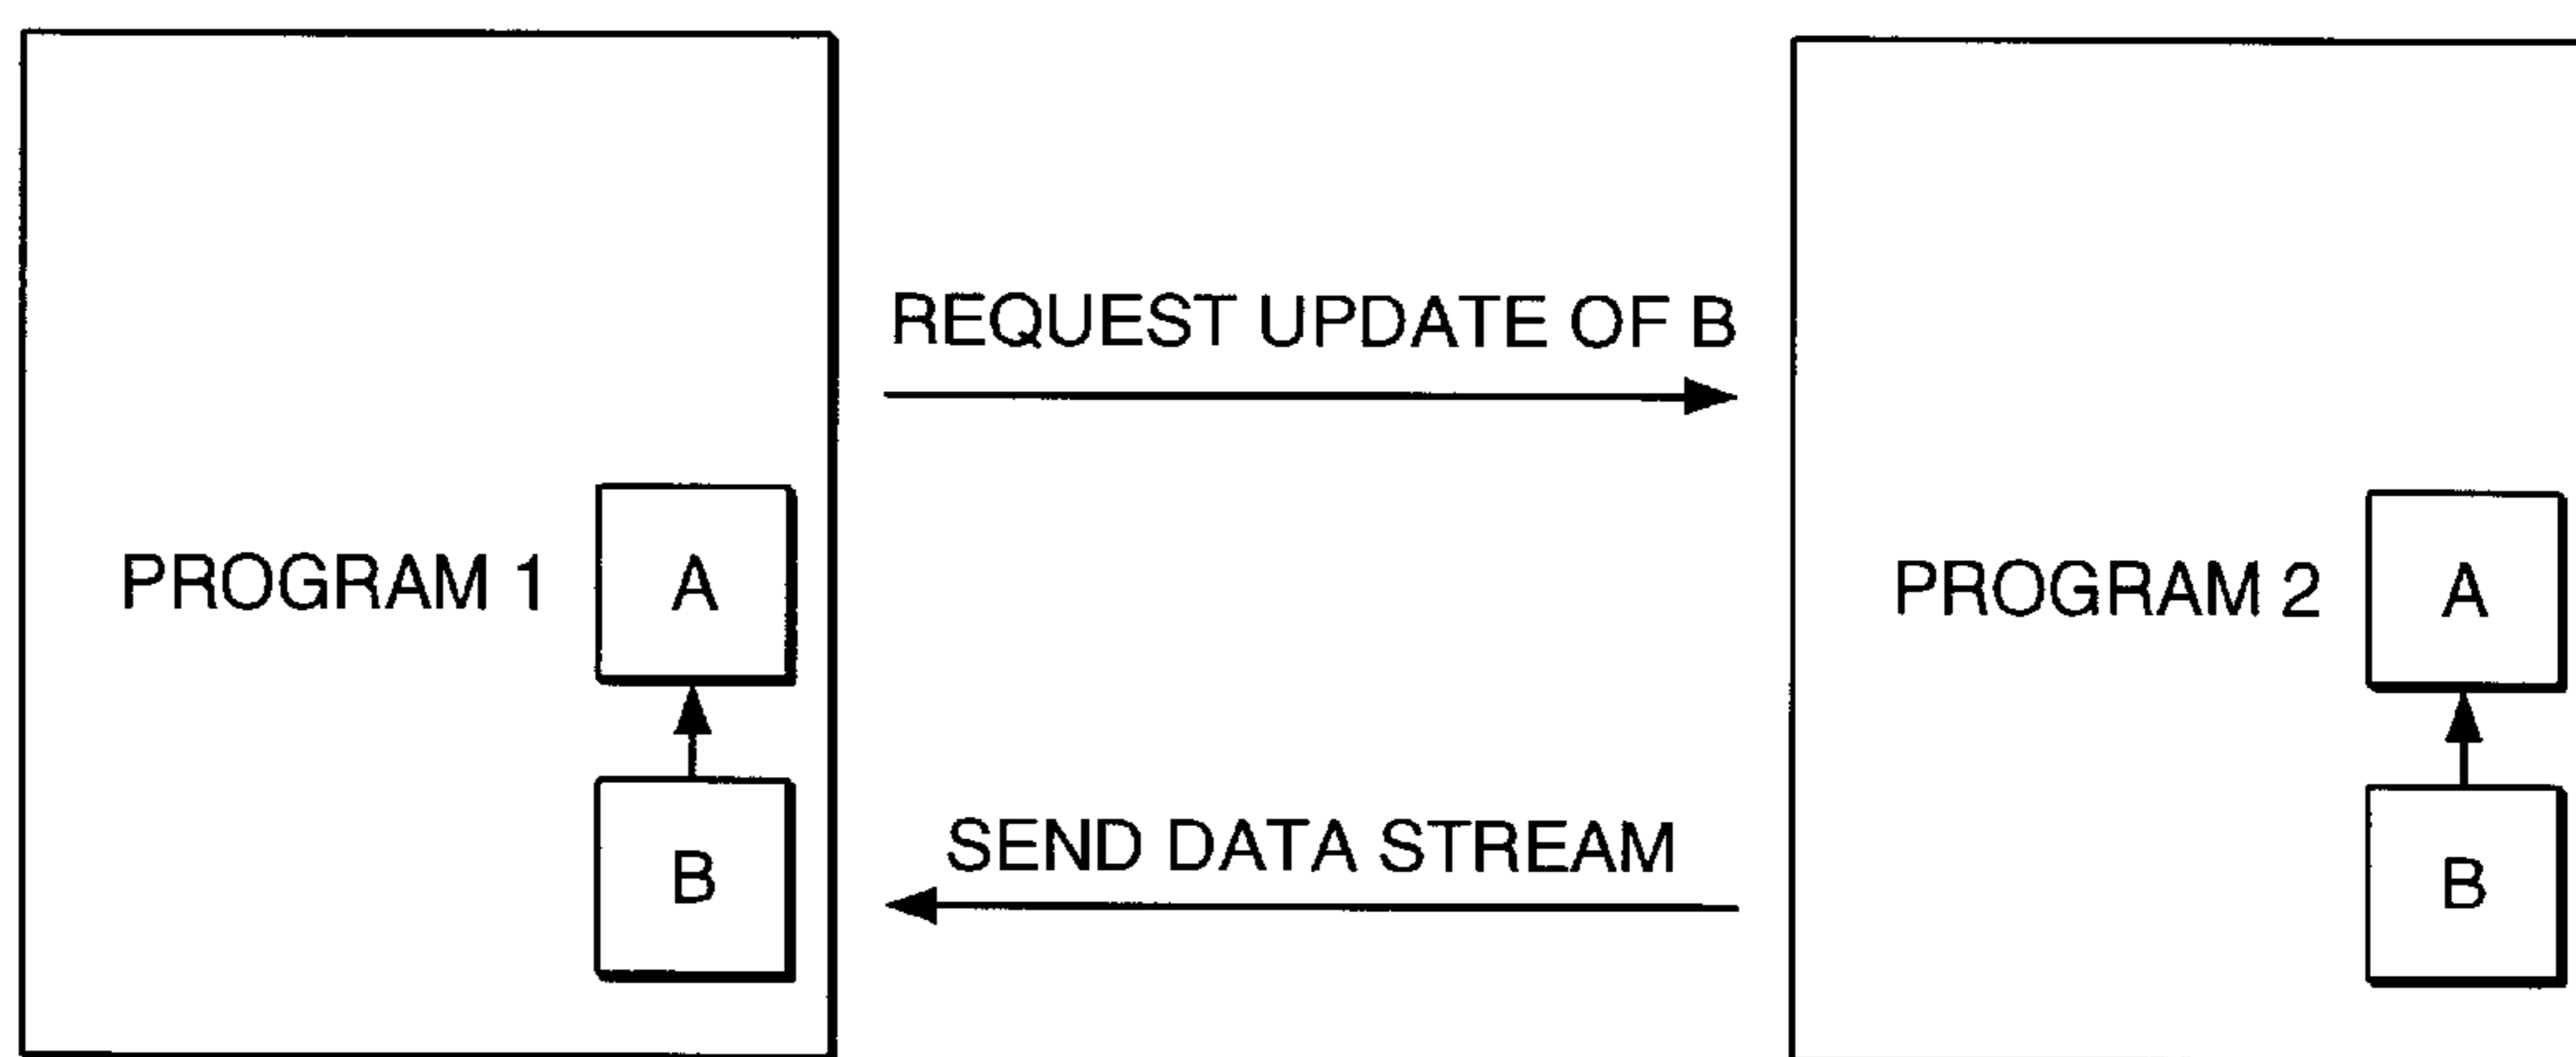 REQUEST UPDATE OF B
PROGRAM 1
A
PROGRAM 2
A
SEND DATA STREAM
B
B